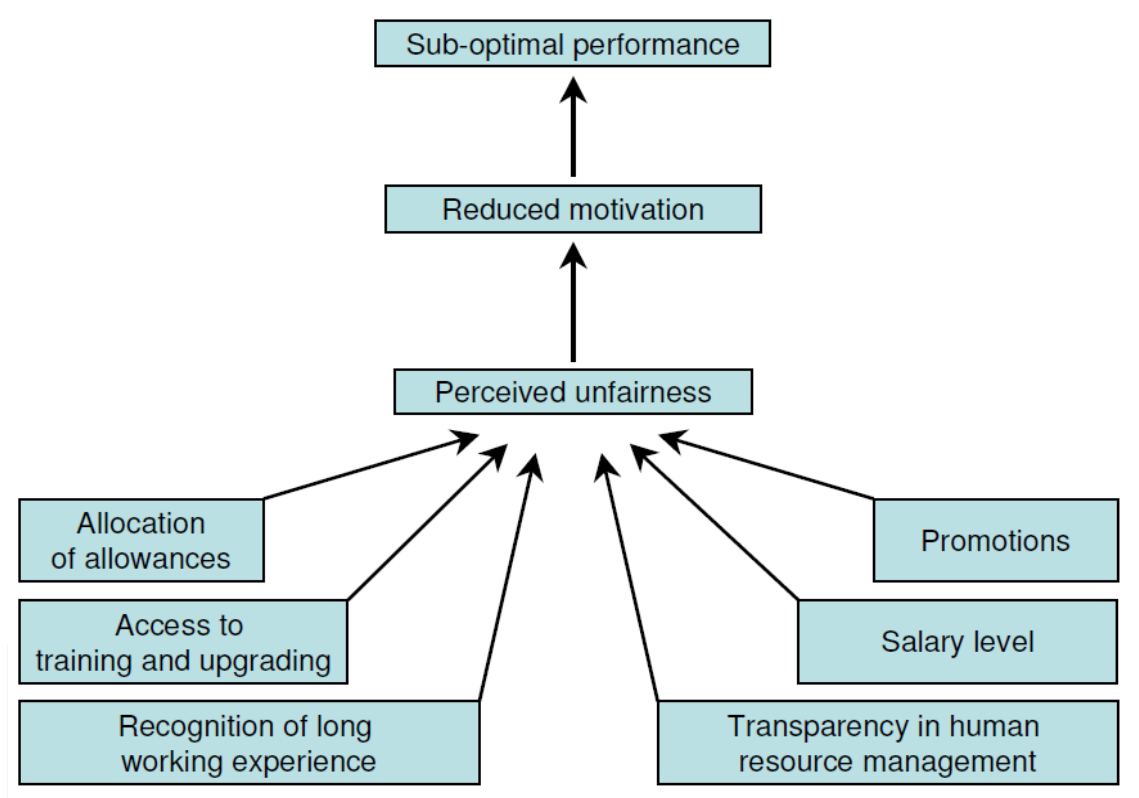 Sub-optimal performance
Reduced motivation
Perceived unfairness
Allocation
of allowances
Promotions
Access to
training and upgrading
Salary level
Recognition of long
working experience
Transparency in human
resource management